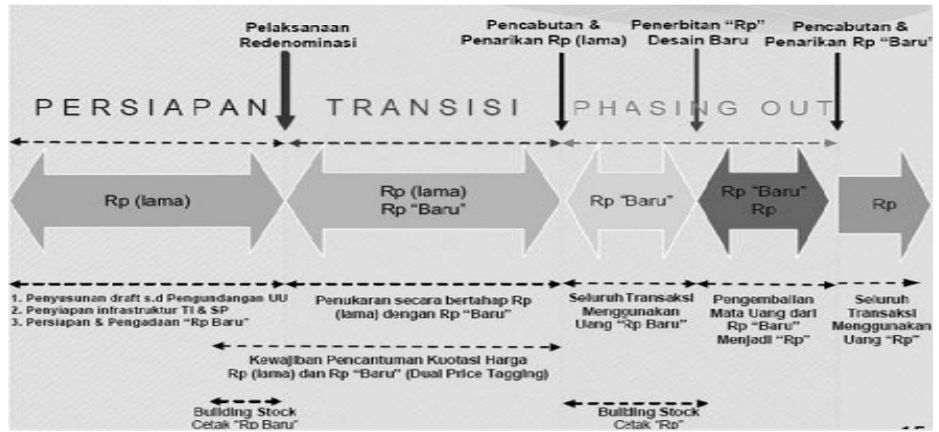 Pelaksanaan
Redenominasi
Pencabutan &
Penarikan Rp (lama)
Penerbitan “Rp”
Desain Baru
Pencabutan &
Penarikan Rp “Baru”
PERSIAPAN
TRANSISI
PHASING OUT
Rp (lama)
Rp (lama)
Rp “Baru”
Rp “Baru”
Rp “Baru”
Rp
Rp
1. Penyusunan draft s.d Pengundangan UU
2. Penyiapan infrastruktur TI & SP
3. Persiapan & Pengadaan “Rp Baru”
Penukaran secara bertahap Rp
(lama) dengan Rp “Baru”
Seluruh Transaksi
Menggunakan
Uang “Rp Baru”
Pengembalian
Mata Uang dari
Rp “Baru”
Menjadi “Rp”
Seluruh
Transaksi
Menggunakan
Uang “Rp”
Kewajiban Pencantuman Kuotasi Harga
Rp (lama) dan Rp “Baru” (Dual Price Tagging)
Building Stock
Cetak “Rp Baru”
Building Stock
Cetak “Rp”